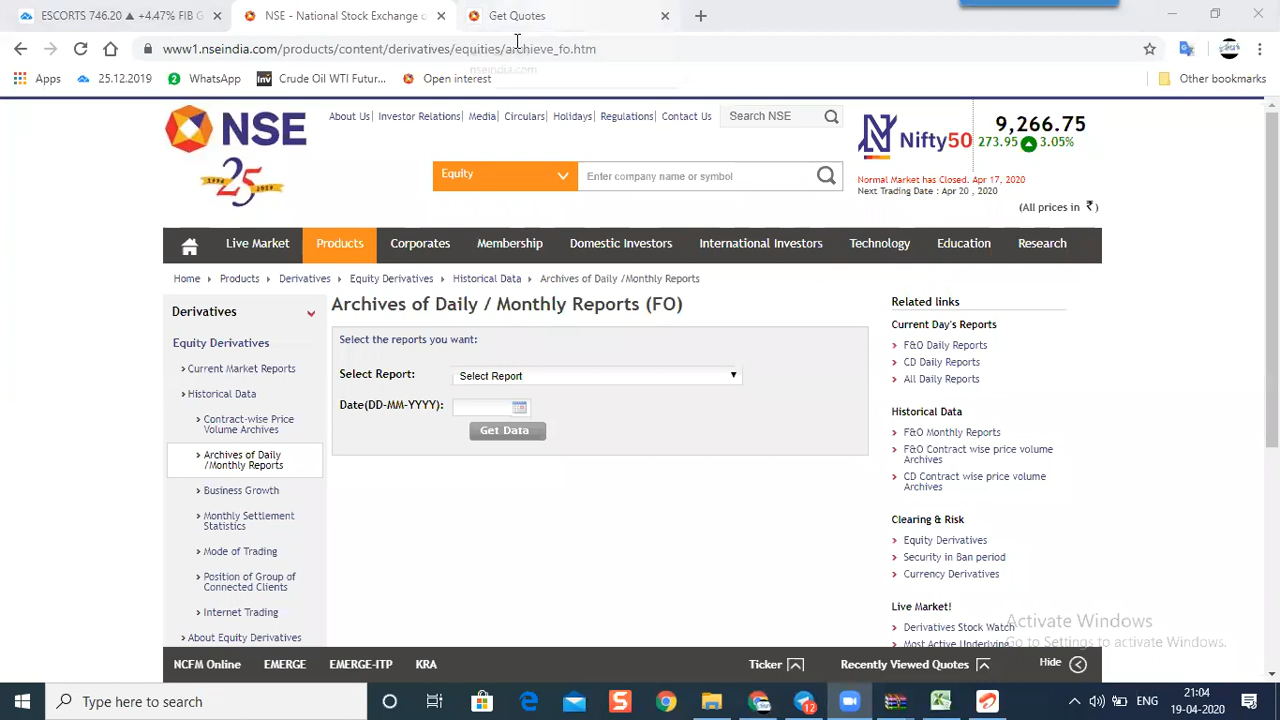 ESCORTS 746.20 ▲ +4.47% FIB G
NSE - National Stock Exchange o
Get Quotes
www1.nseindia.com/products/content/derivatives/equities/archieve_fo.htm
nseindia.com
Apps
25.12.2019
2 WhatsApp
Inv Crude Oil WTI Futur...
Open interest
Other bookmarks
NSE
25
About Us| Investor Relations| Media| Circulars| Holidays| Regulations| Contact Us
Search NSE
Equity
Enter company name or symbol
Nifty50
9,266.75
273.95 3.05%
Normal Market has Closed. Apr 17, 2020
Next Trading Date : Apr 20 , 2020
(All prices in ₹ )
Live Market Products Corporates Membership Domestic Investors International Investors Technology Education Research
Home Products Derivatives Equity Derivatives Historical Data Archives of Daily /Monthly Reports
Derivatives
Equity Derivatives
Current Market Reports
Historical Data
Contract-wise Price
Volume Archives
Archives of Daily
/Monthly Reports
Business Growth
Monthly Settlement
Statistics
Mode of Trading
Position of Group of
Connected Clients
Internet Trading
About Equity Derivatives
Archives of Daily / Monthly Reports (FO)
Select the reports you want:
Select Report: Select Report
Date(DD-MM-YYYY):
Get Data
Related links
Current Day's Reports
F&O Daily Reports
CD Daily Reports
All Daily Reports
Historical Data
F&O Monthly Reports
F&O Contract wise price volume
Archives
CD Contract wise price volume
Archives
Clearing & Risk
Equity Derivatives
Security in Ban period
Currency Derivatives
Live Market!
Derivatives Stock Watch
Most Active Underlying
Activate Windows
Go to Settings to activate Windows.
NCFM Online EMERGE EMERGE-ITP KRA
Ticker
Recently Viewed Quotes
Hide
Type here to search
12
ENG
21:04
19-04-2020